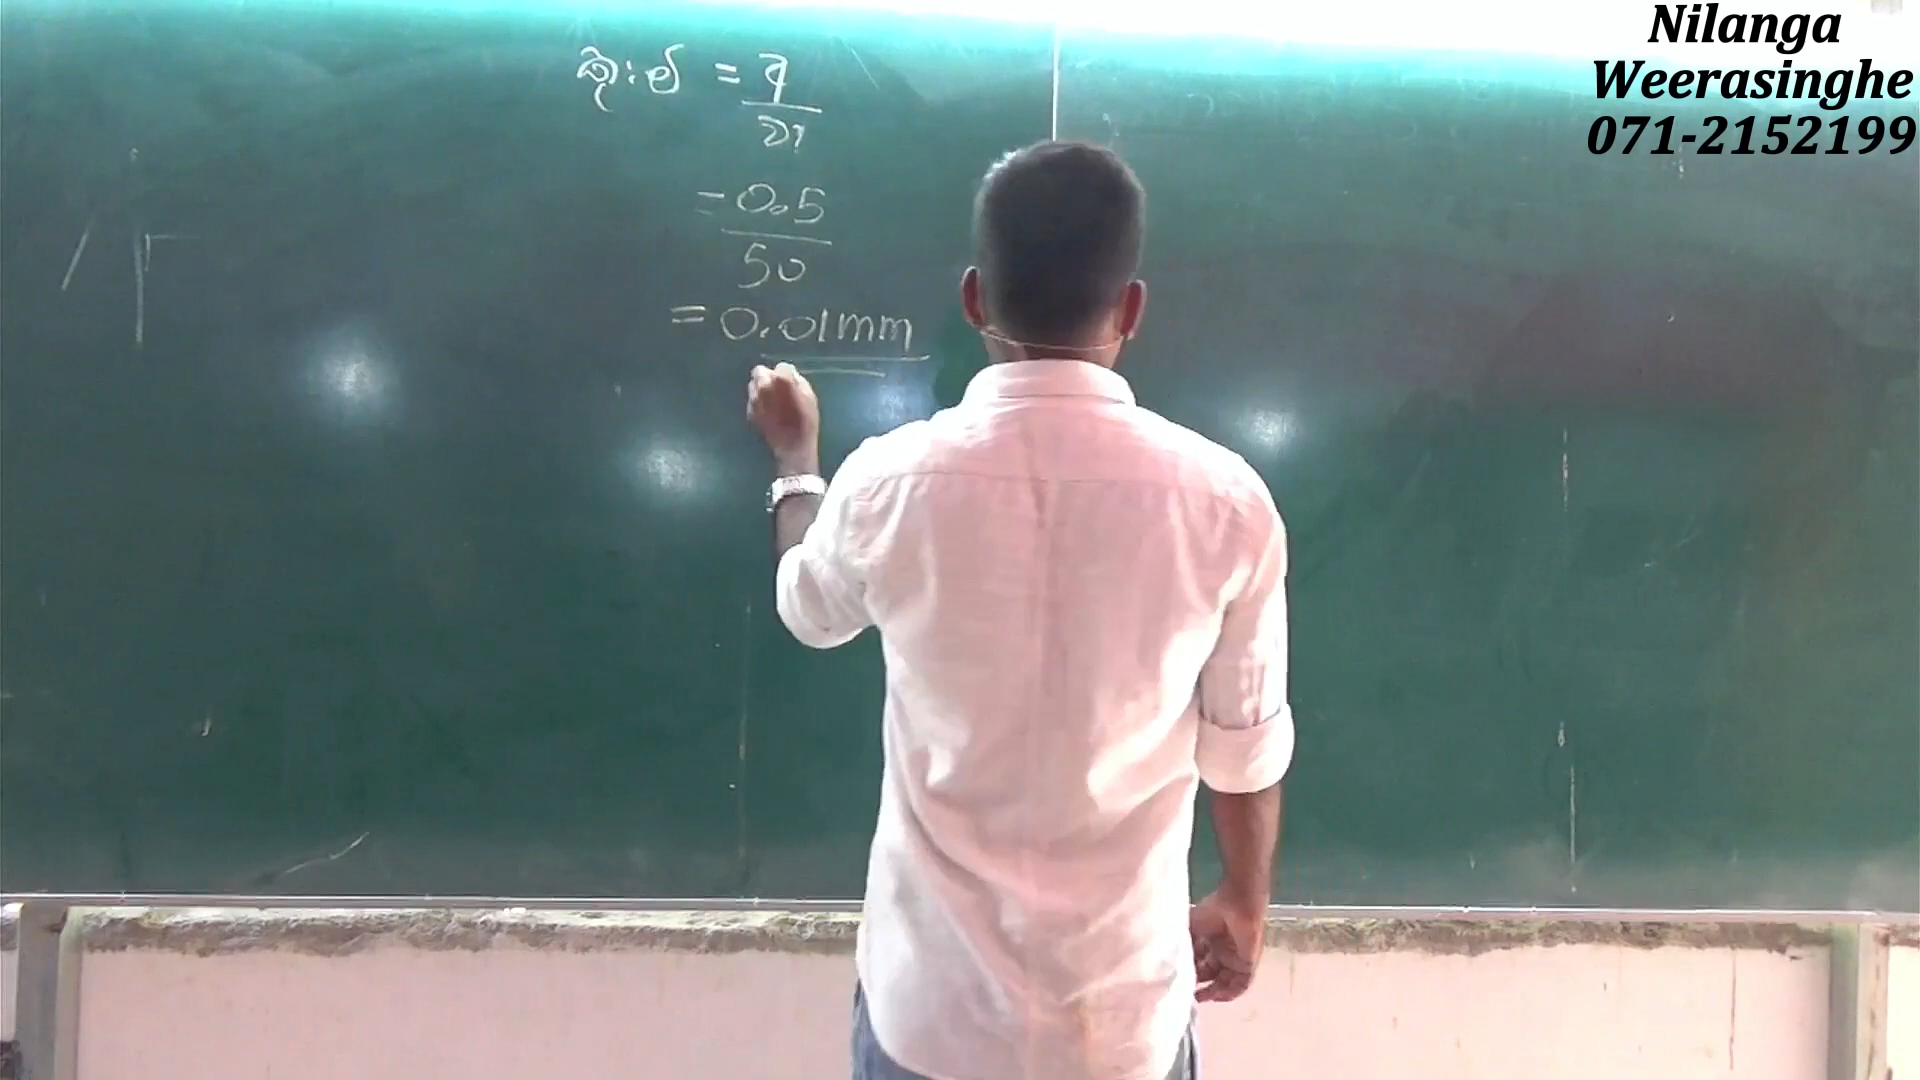 කු:මි = අ
න
= 0.5
50
= 0.01mm
Nilanga
Weerasinghe
071-2152199